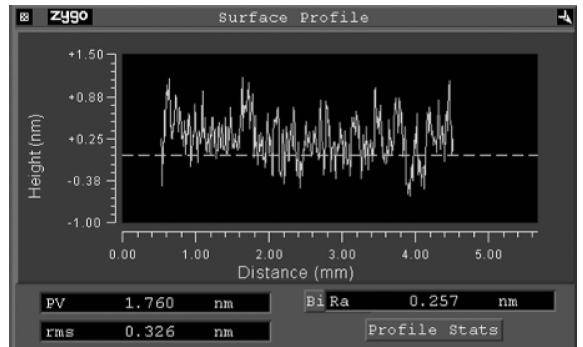 zygo Surface Profile
+1.50
+0.88
+0.25
-0.38
-1.00
Height (nm)
0.00 1.00 2.00 3.00 4.00 5.00
Distance (mm)
PV 1.760 nm
Bi Ra 0.257 nm
rms 0.326 nm
Profile Stats